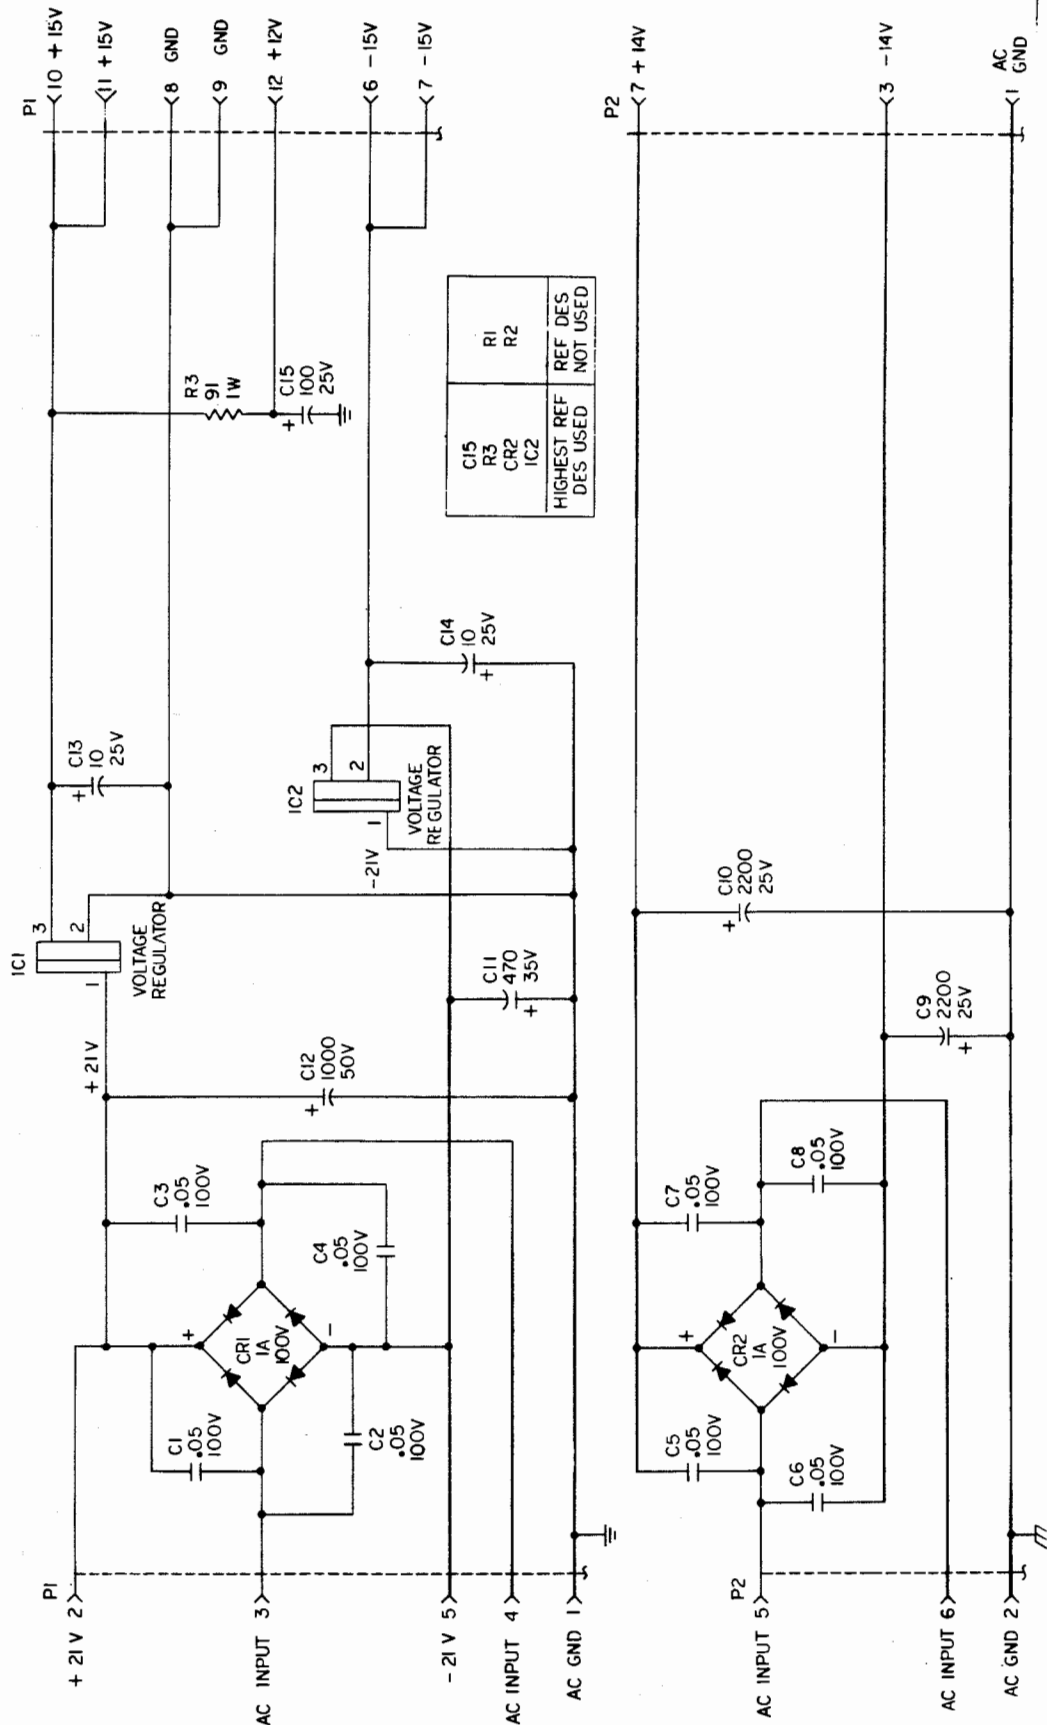 P1
+ 21V 2
AC INPUT 3
- 21 V 5
AC INPUT 4
AC GND 1
C1
.05
100V
C2
.05
100V
+
CR1
1A
100V
-
C3
.05
100V
C4
.05
100V
+ 21 V
+
C12
1000
50V
IC1
1
2
3
VOLTAGE
REGULATOR
C11
470
35V
+
-21V
IC2
1
2
3
VOLTAGE
REGULATOR
+
C13
10
25V
C14
10
25V
+
R3
91
1W
+
C15
100
25V
P1
10 + 15V
11 + 15V
8 GND
9 GND
12 +12V
6 -15V
7 -15V
C15
R3
CR2
IC2
HIGHEST REF
DES USED
R1
R2
REF DES
NOT USED
P2
AC INPUT 5
AC INPUT 6
AC GND 2
C5
.05
100V
C6
.05
100V
+
CR2
1A
100V
-
C7
.05
100V
C8
.05
100V
C9
2200
25V
+
+
C10
2200
25V
P2
7 + 14V
3 -14V
1 AC
GND